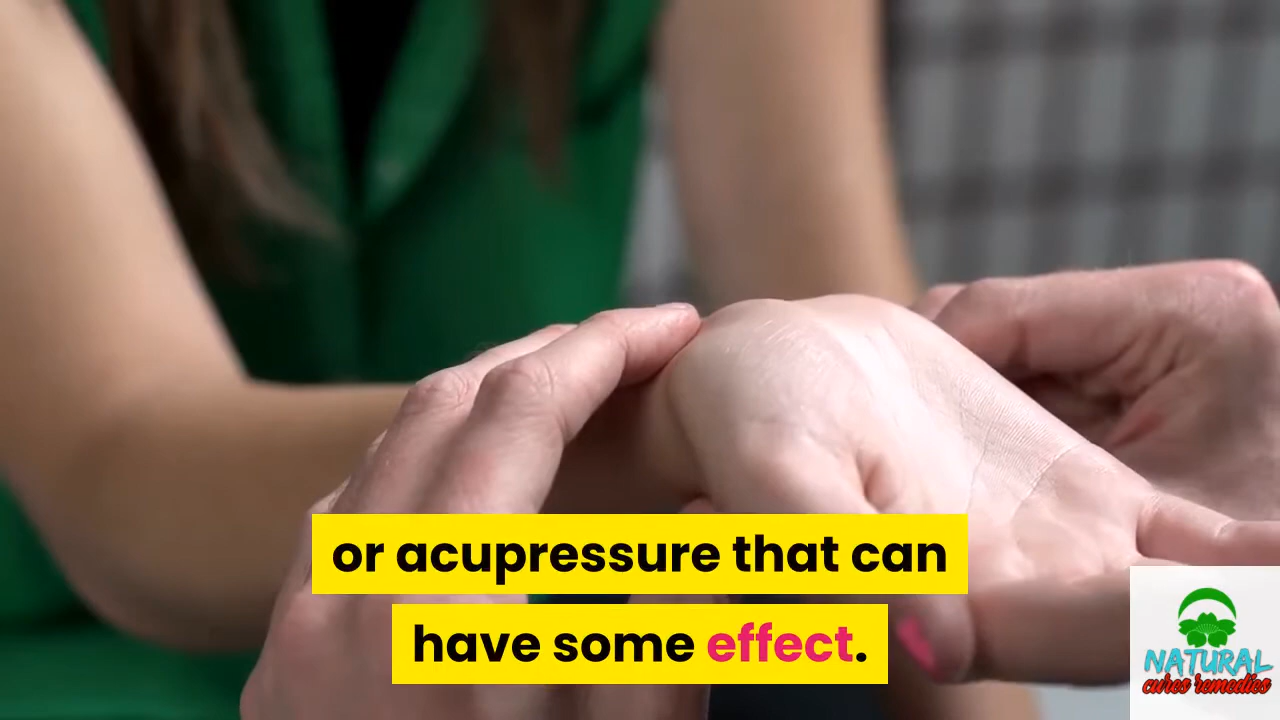 or acupressure that can
have some effect.
NATURAL
cures remedies